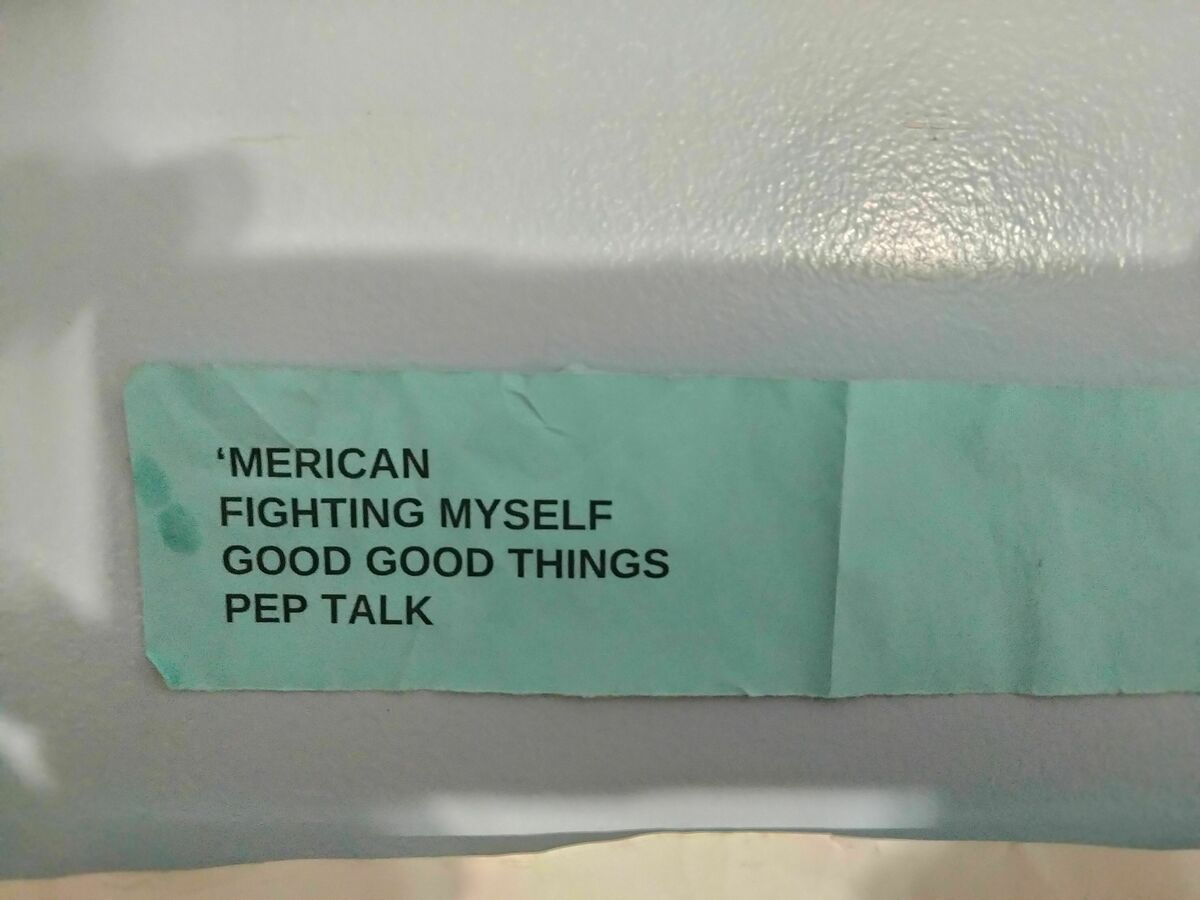 ‘MERICAN
FIGHTING MYSELF
GOOD GOOD THINGS
PEP TALK